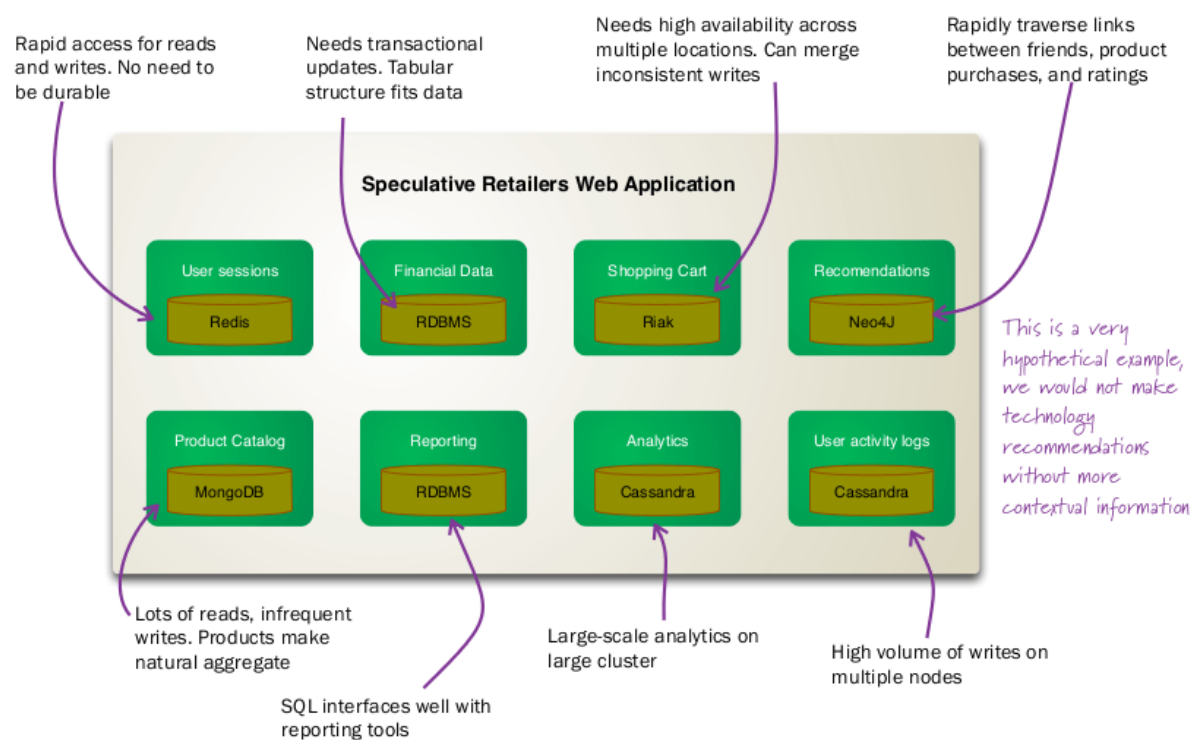 Rapid access for reads
and writes. No need to
be durable
Needs transactional
updates. Tabular
structure fits data
Needs high availability across
multiple locations. Can merge
inconsistent writes
Rapidly traverse links
between friends, product
purchases, and ratings
Speculative Retailers Web Application
User sessions
Redis
Financial Data
RDBMS
Shopping Cart
Riak
Recomendations
Neo4J
This is a very
hypothetical example,
we would not make
technology
recommendations
without more
contextual information
Product Catalog
MongoDB
Reporting
RDBMS
Analytics
Cassandra
User activity logs
Cassandra
Lots of reads, infrequent
writes. Products make
natural aggregate
SQL interfaces well with
reporting tools
Large-scale analytics on
large cluster
High volume of writes on
multiple nodes